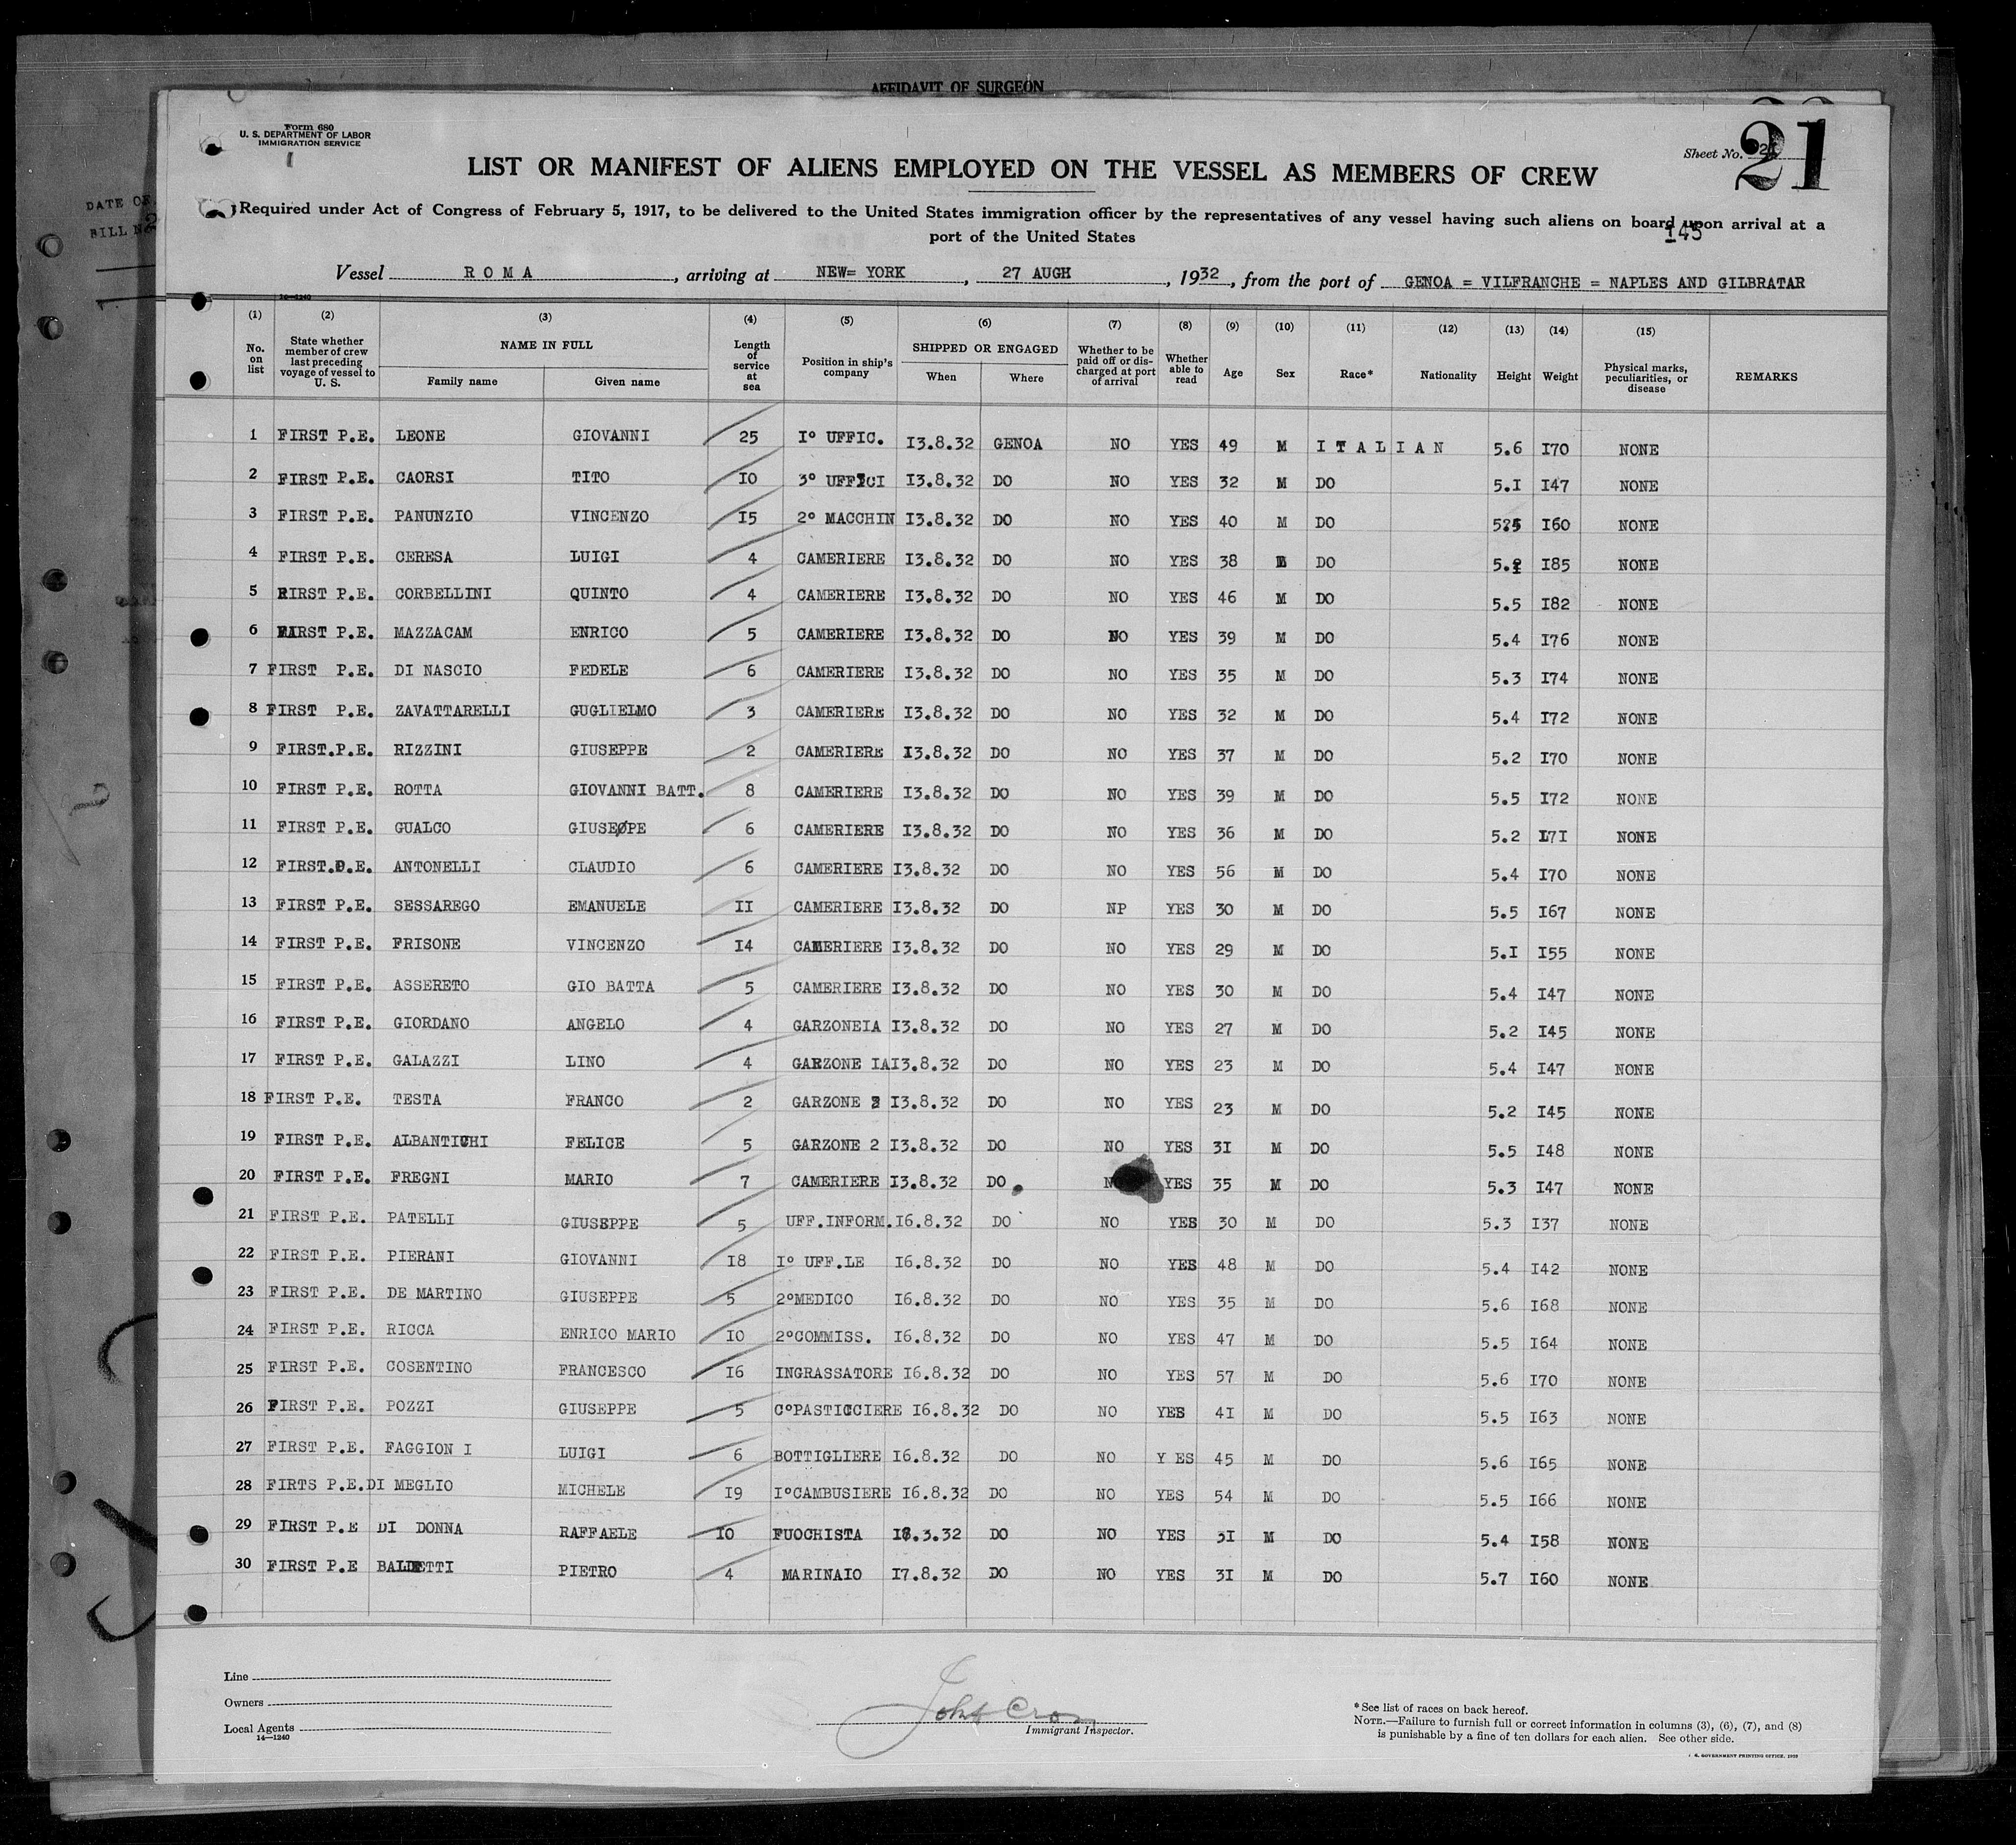 AFFIDAVIT OF SURGEON
Form 680
U. S. DEPARTMENT OF LABOR
IMMIGRATION SERVICE
1
DATE OF
BILL N
Sheet No. 21
21
LIST OR MANIFEST OF ALIENS EMPLOYED ON THE VESSEL AS MEMBERS OF CREW
Required under Act of Congress of February 5, 1917, to be delivered to the United States immigration officer by the representatives of any vessel having such aliens on board upon arrival at a
port of the United States
145
Vessel ROMA, arriving at NEW= YORK, 27 AUGH, 1932, from the port of GENOA = VILFRANCHE = NAPLES AND GILBRATAR
14—1240
(1) (2) (3) (4) (5) (6) (7) (8) (9) (10) (11) (12) (13) (14) (15)
No. on list | State whether member of crew last preceding voyage of vessel to U. S. | NAME IN FULL | Family name | Given name | Length of service at sea | Position in ship's company | SHIPPED OR ENGAGED | When | Where | Whether to be paid off or discharged at port of arrival | Whether able to read | Age | Sex | Race* | Nationality | Height | Weight | Physical marks, peculiarities, or disease | REMARKS
1 FIRST P.E. LEONE GIOVANNI 25 I° UFFIC. I3.8.32 GENOA NO YES 49 M ITALIAN 5.6 I70 NONE
2 FIRST P.E. CAORSI TITO I0 3° UFFICI I3.8.32 DO NO YES 32 M DO 5.I I47 NONE
3 FIRST P.E. PANUNZIO VINCENZO I5 2° MACCHIN I3.8.32 DO NO YES 40 M DO 5.5 I60 NONE
4 FIRST P.E. CERESA LUIGI 4 CAMERIERE I3.8.32 DO NO YES 38 M DO I85 NONE
5 FIRST P.E. CORBELLINI QUINTO 4 CAMERIERE I3.8.32 DO NO YES 46 M DO 5.5 I82 NONE
6 FIRST P.E. MAZZACAM ENRICO 5 CAMERIERE I3.8.32 DO NO YES 39 M DO 5.4 I76 NONE
7 FIRST P.E. DI NASCIO FEDELE 6 CAMERIERE I3.8.32 DO NO YES 35 M DO 5.3 I74 NONE
8 FIRST P.E. ZAVATTARELLI GUGLIELMO 3 CAMERIERE I3.8.32 DO NO YES 32 M DO 5.4 I72 NONE
9 FIRST.P.E. RIZZINI GIUSEPPE 2 CAMERIERE I3.8.32 DO NO YES 37 M DO 5.2 I70 NONE
10 FIRST P.E. ROTTA GIOVANNI BATT. 8 CAMERIERE I3.8.32 DO NO YES 39 M DO 5.5 I72 NONE
11 FIRST P.E. GUALCO GIUSEPPE 6 CAMERIERE I3.8.32 DO NO YES 36 M DO 5.2 I7I NONE
12 FIRST.P.E. ANTONELLI CLAUDIO 6 CAMERIERE I3.8.32 DO NO YES 56 M DO 5.4 I70 NONE
13 FIRST P.E. SESSAREGO EMANUELE II CAMERIERE I3.8.32 DO NP YES 30 M DO 5.5 I67 NONE
14 FIRST P.E. FRISONE VINCENZO I4 CAMERIERE I3.8.32 DO NO YES 29 M DO 5.I I55 NONE
15 FIRST P.E. ASSERETO GIO BATTA 5 CAMERIERE I3.8.32 DO NO YES 30 M DO 5.4 I47 NONE
16 FIRST P.E. GIORDANO ANGELO 4 GARZONEIA I3.8.32 DO NO YES 27 M DO 5.2 I45 NONE
17 FIRST P.E. GALAZZI LINO 4 GARZONE IA I3.8.32 DO NO YES 23 M DO 5.4 I47 NONE
18 FIRST P.E. TESTA FRANCO 2 GARZONE 2 I3.8.32 DO NO YES 23 M DO 5.2 I45 NONE
19 FIRST P.E. ALBANTICHI FELICE 5 GARZONE 2 I3.8.32 DO NO YES 3I M DO 5.5 I48 NONE
20 FIRST P.E. FREGNI MARIO 7 CAMERIERE I3.8.32 DO N YES 35 M DO 5.3 I47 NONE
21 FIRST P.E. PATELLI GIUSEPPE 5 UFF.INFORM. I6.8.32 DO NO YES 30 M DO 5.3 I37 NONE
22 FIRST P.E. PIERANI GIOVANNI I8 I° UFF.LE I6.8.32 DO NO YES 48 M DO 5.4 I42 NONE
23 FIRST P.E. DE MARTINO GIUSEPPE 5 2°MEDICO I6.8.32 DO NO YES 35 M DO 5.6 I68 NONE
24 FIRST P.E. RICCA ENRICO MARIO I0 2°COMMISS. I6.8.32 DO NO YES 47 M DO 5.5 I64 NONE
25 FIRST P.E. COSENTINO FRANCESCO I6 INGRASSATORE I6.8.32 DO NO YES 57 M DO 5.6 I70 NONE
26 FIRST P.E. POZZI GIUSEPPE 5 C°PASTICCIERE I6.8.32 DO NO YES 4I M DO 5.5 I63 NONE
27 FIRST P.E. FAGGION I LUIGI 6 BOTTIGLIERE I6.8.32 DO NO Y ES 45 M DO 5.6 I65 NONE
28 FIRTS P.E. DI MEGLIO MICHELE I9 I°CAMBUSIERE I6.8.32 DO NO YES 54 M DO 5.5 I66 NONE
29 FIRST P.E DI DONNA RAFFAELE I0 FUOCHISTA I6.3.32 DO NO YES 3I M DO 5.4 I58 NONE
30 FIRST P.E PIETRO 4 MARINAIO I7.8.32 DO NO YES 3I M DO 5.7 I60 NONE
Line
Owners
Local Agents
14—1240
John
Immigrant Inspector.
* See list of races on back hereof.
NOTE.—Failure to furnish full or correct information in columns (3), (6), (7), and (8)
is punishable by a fine of ten dollars for each alien. See other side.
U. S. GOVERNMENT PRINTING OFFICE